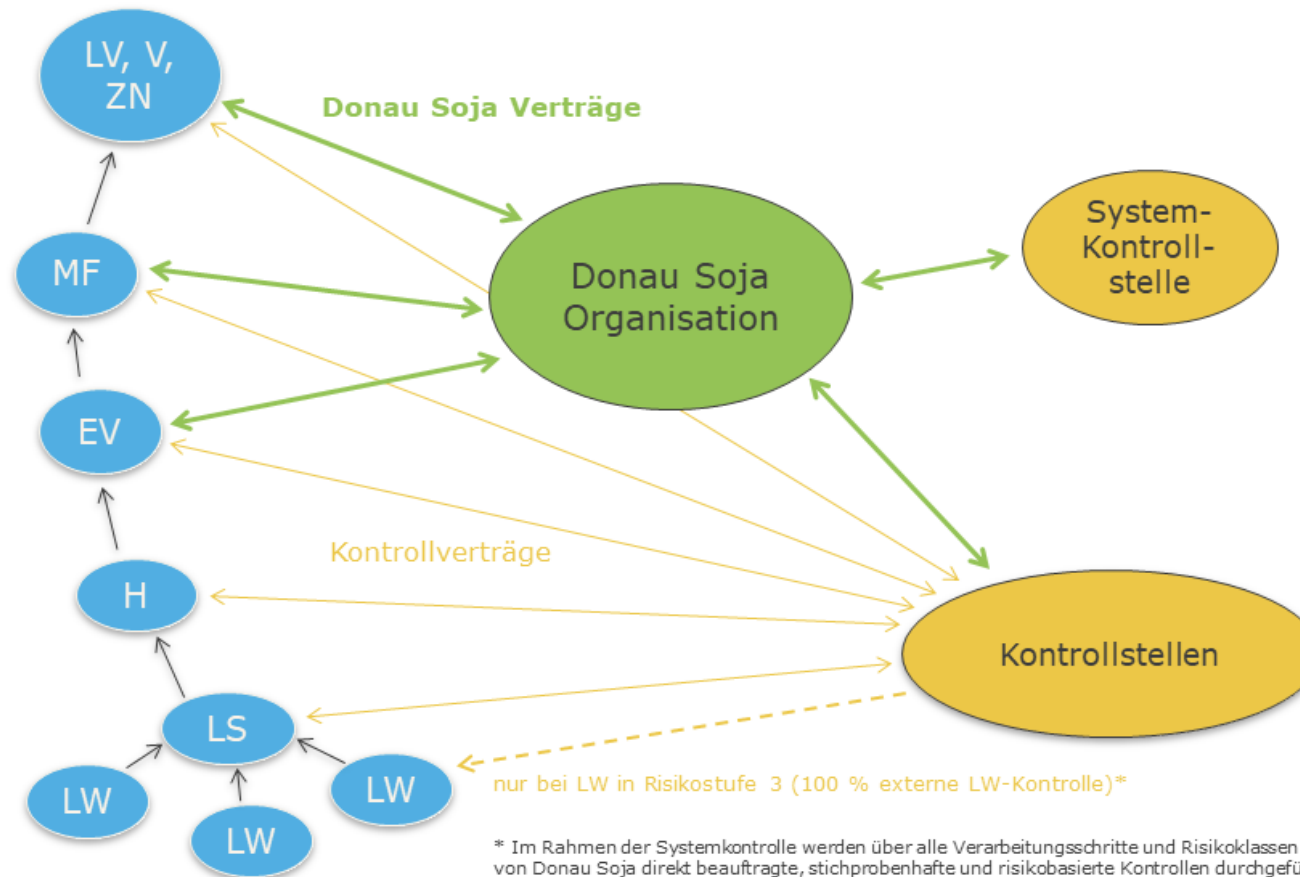 LV, V,
ZN
Donau Soja Verträge
System-
Kontroll-
stelle
MF
Donau Soja
Organisation
EV
Kontrollverträge
H
Kontrollstellen
LS
LW
LW
LW
nur bei LW in Risikostufe 3 (100 % externe LW-Kontrolle)*
* Im Rahmen der Systemkontrolle werden über alle Verarbeitungsschritte und Risikoklassen
von Donau Soja direkt beauftragte, stichprobenhafte und risikobasierte Kontrollen